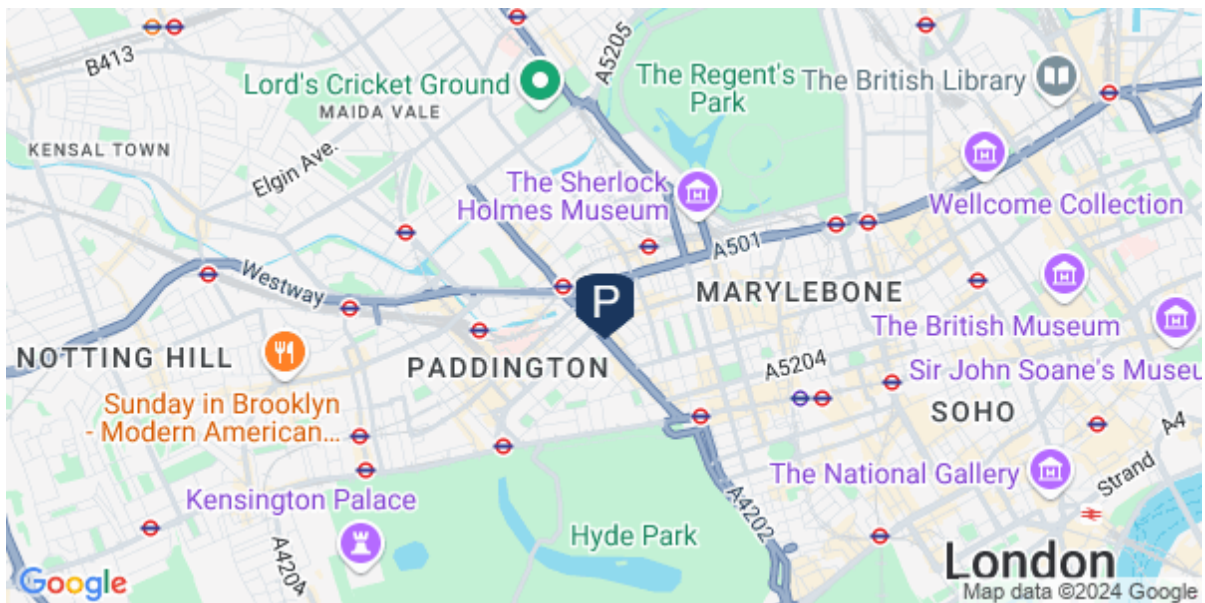 B413
A5205
Lord's Cricket Ground
The Regent's
Park
The British Library
MAIDA VALE
KENSAL TOWN
Elgin Ave.
The Sherlock
Holmes Museum
Wellcome Collection
A501
Westway
P
MARYLEBONE
The British Museum
NOTTING HILL
PADDINGTON
A5204
Sir John Soane's Museu
Sunday in Brooklyn
- Modern American...
SOHO
A4
The National Gallery
Strand
Kensington Palace
A4202
Hyde Park
A4204
London
Google
Map data ©2024 Google